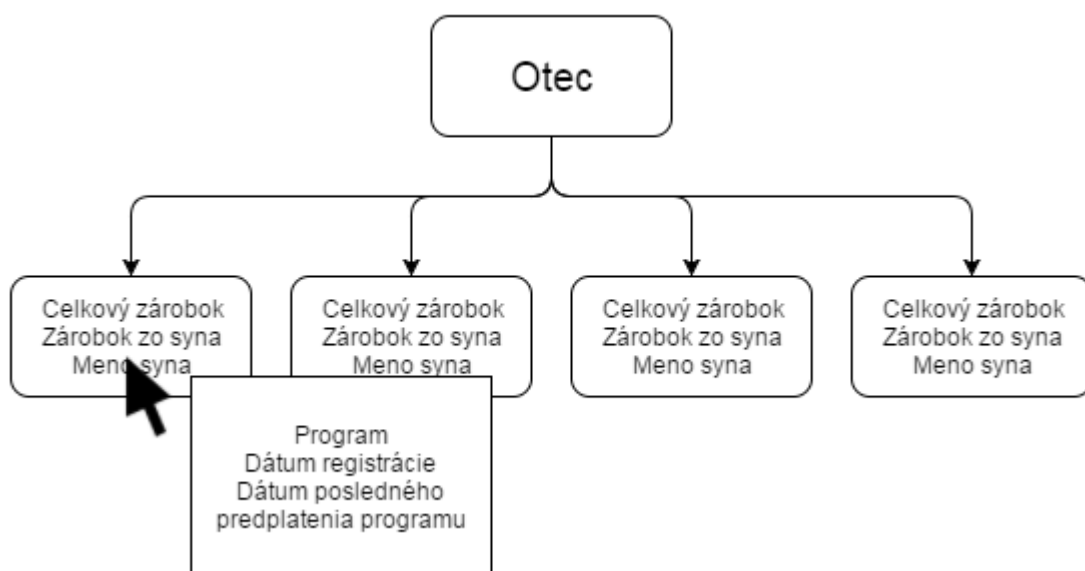 Otec
Celkový zárobok
Zárobok zo syna
Meno syna
Celkový zárobok
Zárobok zo syna
Meno syna
Celkový zárobok
Zárobok zo syna
Meno syna
Celkový zárobok
Zárobok zo syna
Meno syna
Program
Dátum registrácie
Dátum posledného
predplatenia programu